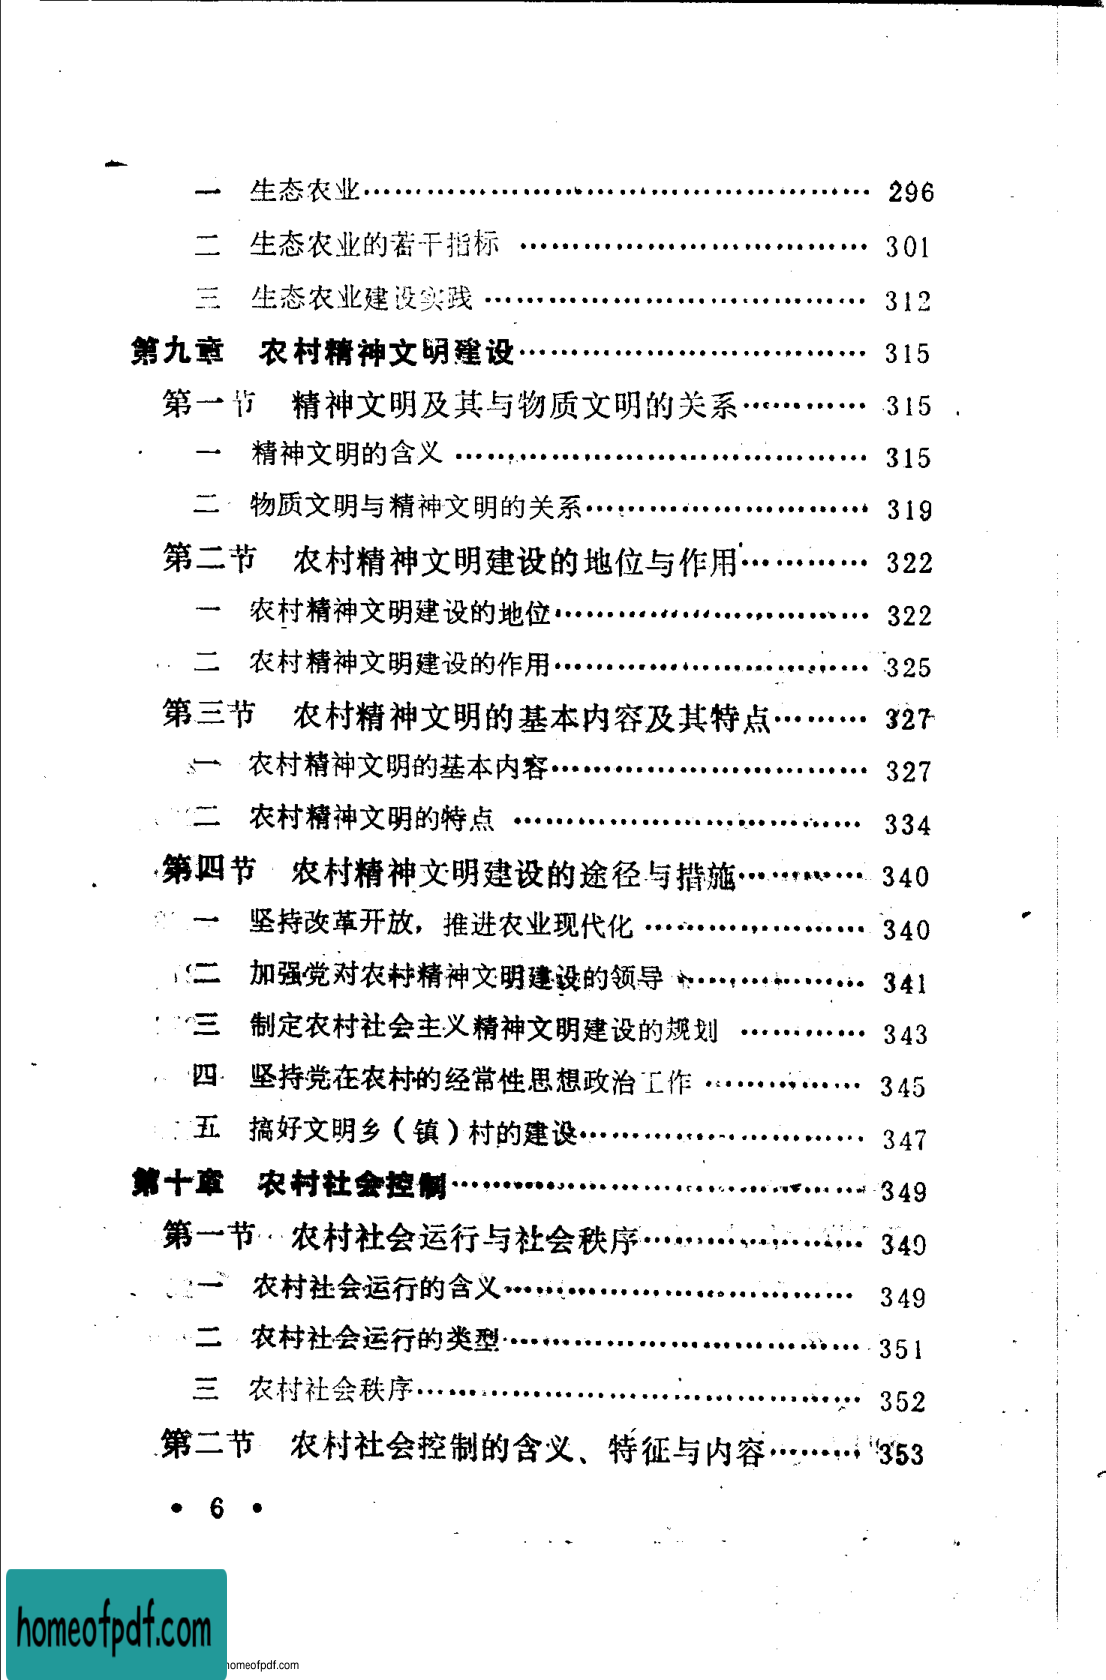 一 生态农业…………………………………………… 296
二 生态农业的若干指标 …………………………… 301
三 生态农业建设实践 ……………………………… 312
第九章 农村精神文明建设…………………………… 315
第一节 精神文明及其与物质文明的关系………… 315
一 精神文明的含义 ………………………………… 315
二 物质文明与精神文明的关系……………………… 319
第二节 农村精神文明建设的地位与作用………… 322
一 农村精神文明建设的地位………………………… 322
二 农村精神文明建设的作用………………………… 325
第三节 农村精神文明的基本内容及其特点……… 327
一 农村精神文明的基本内容………………………… 327
二 农村精神文明的特点 …………………………… 334
第四节 农村精神文明建设的途径与措施………… 340
一 坚持改革开放，推进农业现代化 ………………… 340
二 加强党对农村精神文明建设的领导 …………… 341
三 制定农村社会主义精神文明建设的规划 ………… 343
四 坚持党在农村的经常性思想政治工作 …………… 345
五 搞好文明乡（镇）村的建设……………………… 347
第十章 农村社会控制………………………………… 349
第一节 农村社会运行与社会秩序………………… 349
一 农村社会运行的含义…………………………… 349
二 农村社会运行的类型…………………………… 351
三 农村社会秩序…………………………………… 352
第二节 农村社会控制的含义、特征与内容……… 353
• 6 •
homeofpdf.com
homeofpdf.com